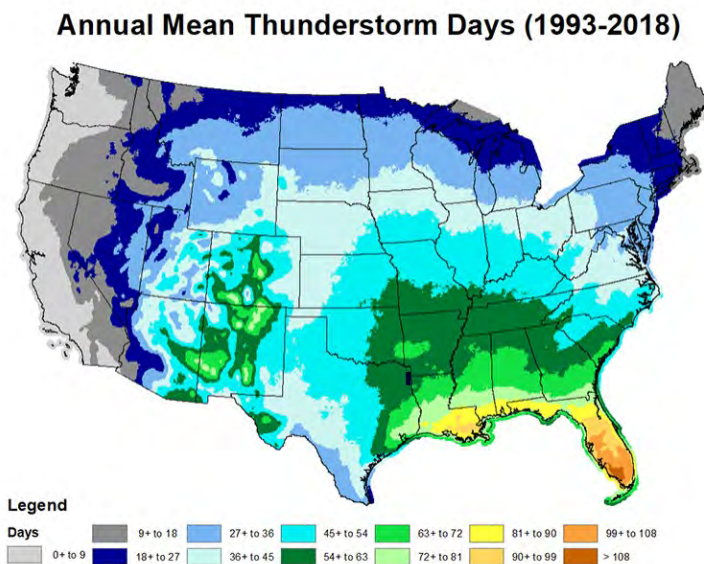 Annual Mean Thunderstorm Days (1993-2018)
Legend
Days
0+ to 9
9+ to 18
18+ to 27
27+ to 36
36+ to 45
45+ to 54
54+ to 63
63+ to 72
72+ to 81
81+ to 90
90+ to 99
99+ to 108
> 108